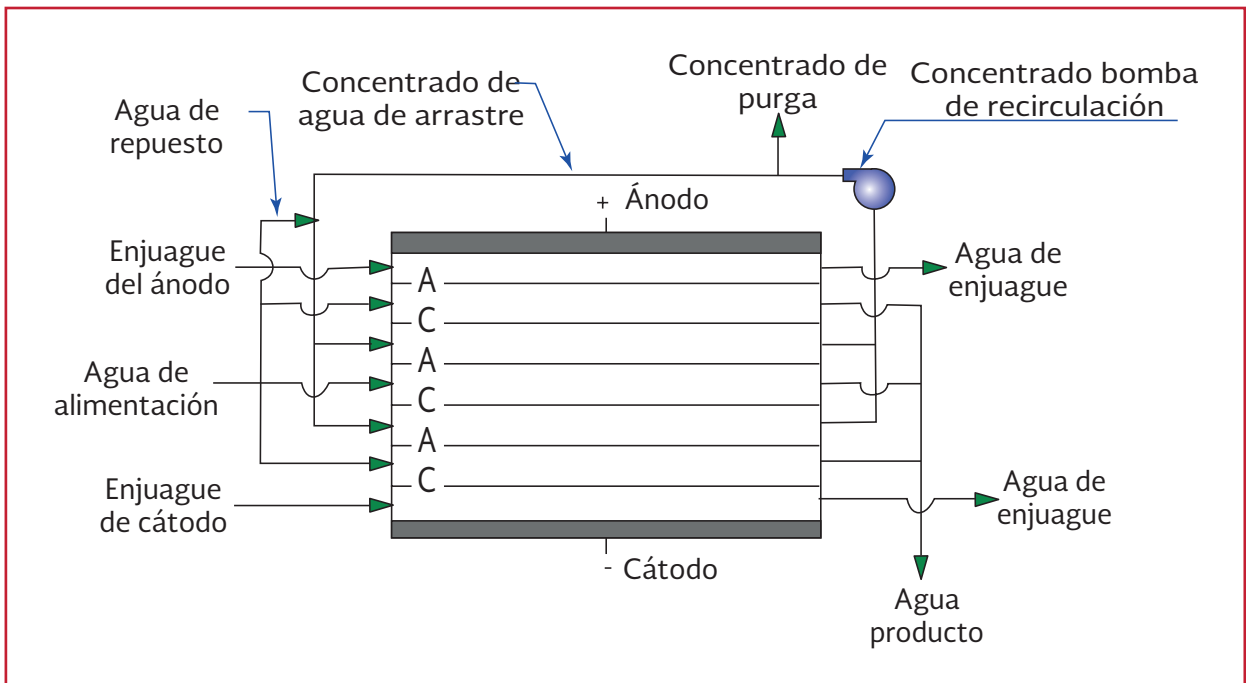 Concentrado de
agua de arrastre
Concentrado de
purga
Concentrado bomba
de recirculación
Agua de
repuesto
+ Ánodo
Enjuague
del ánodo
Agua de
alimentación
Enjuague
de cátodo
A
C
A
C
A
C
Agua de
enjuague
Agua de
enjuague
- Cátodo
Agua
producto